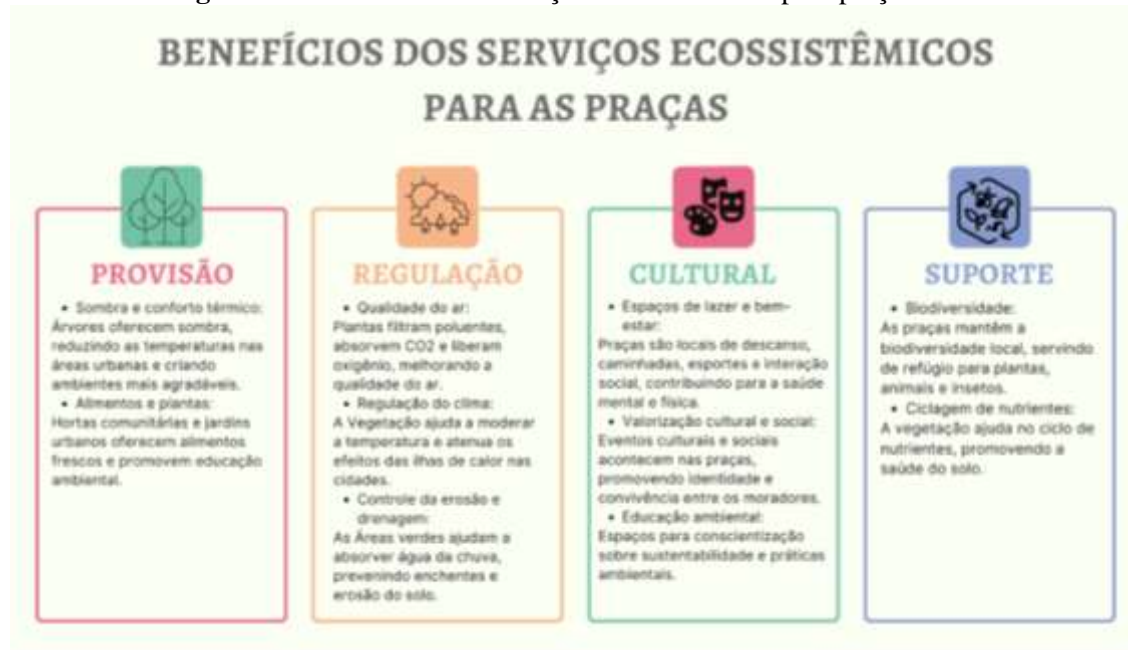 BENEFÍCIOS DOS SERVIÇOS ECOSSISTÊMICOS
PARA AS PRAÇAS
PROVISÃO
• Sombra e conforto térmico:
Árvores oferecem sombra,
reduzindo as temperaturas nas
áreas urbanas e criando
ambientes mais agradáveis.
• Alimentos e plantas:
Hortas comunitárias e jardins
urbanos oferecem alimentos
frescos e promovem educação
ambiental.
REGULAÇÃO
• Qualidade do ar:
Plantas filtram poluentes,
absorvem CO2 e liberam
oxigênio, melhorando a
qualidade do ar.
• Regulação do clima:
A Vegetação ajuda a moderar
a temperatura e atenua os
efeitos das ilhas de calor nas
cidades.
• Controle da erosão e
drenagem:
As Áreas verdes ajudam a
absorver água da chuva,
prevenindo enchentes e
erosão do solo.
CULTURAL
• Espaços de lazer e bem-
estar:
Praças são locais de descanso,
caminhadas, esportes e interação
social, contribuindo para a saúde
mental e física.
• Valorização cultural e social:
Eventos culturais e sociais
acontecem nas praças,
promovendo identidade e
convivência entre os moradores.
• Educação ambiental:
Espaços para conscientização
sobre sustentabilidade e práticas
ambientais.
SUPORTE
• Biodiversidade:
As praças mantêm a
biodiversidade local, servindo
de refúgio para plantas,
animais e insetos.
• Ciclagem de nutrientes:
A vegetação ajuda no ciclo de
nutrientes, promovendo a
saúde do solo.